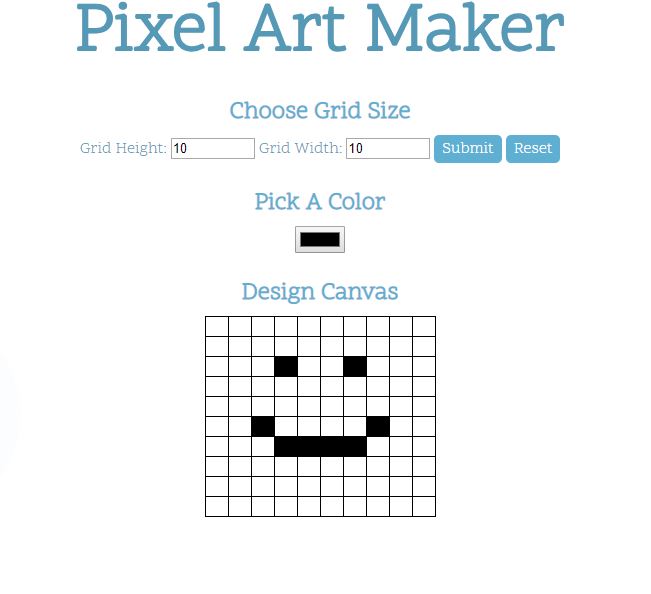 Pixel Art Maker
Choose Grid Size
Grid Height: 10 Grid Width: 10 Submit Reset
Pick A Color
Design Canvas